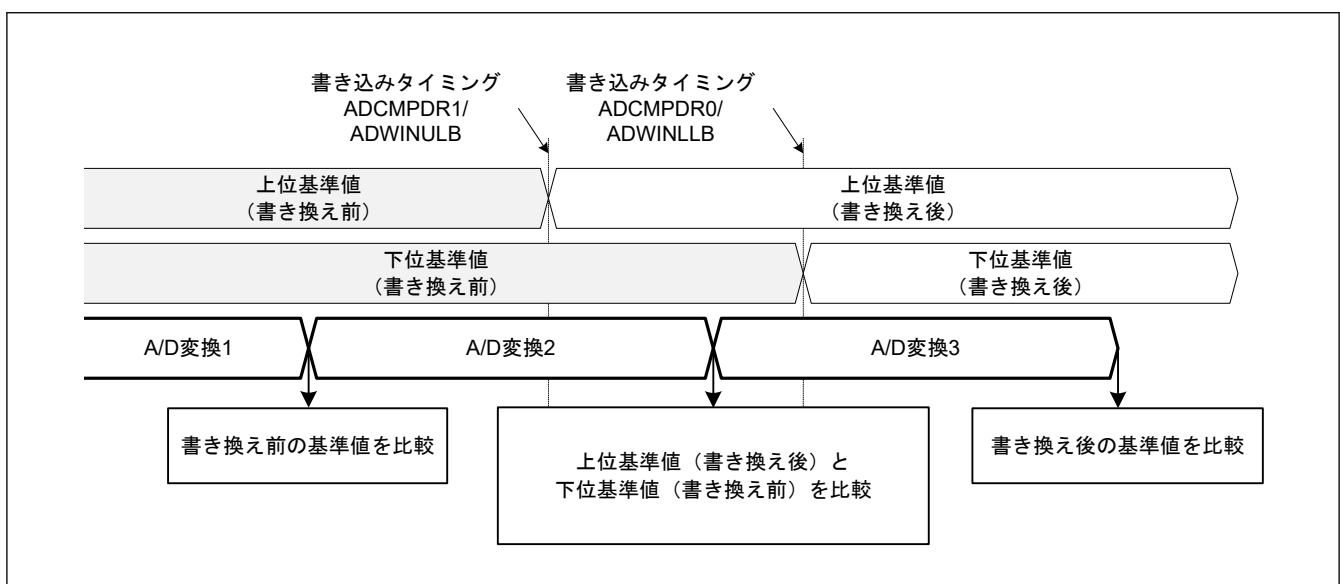 書き込みタイミング
ADCMPDR1/
ADWINULB
書き込みタイミング
ADCMPDR0/
ADWINLLB
上位基準値
（書き換え前）
上位基準値
（書き換え後）
下位基準値
（書き換え前）
下位基準値
（書き換え後）
A/D変換1
A/D変換2
A/D変換3
書き換え前の基準値を比較
上位基準値（書き換え後）と
下位基準値（書き換え前）を比較
書き換え後の基準値を比較